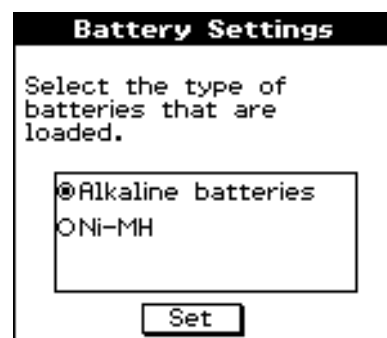 Battery Settings
Select the type of
batteries that are
loaded.
Alkaline batteries
Ni-MH
Set